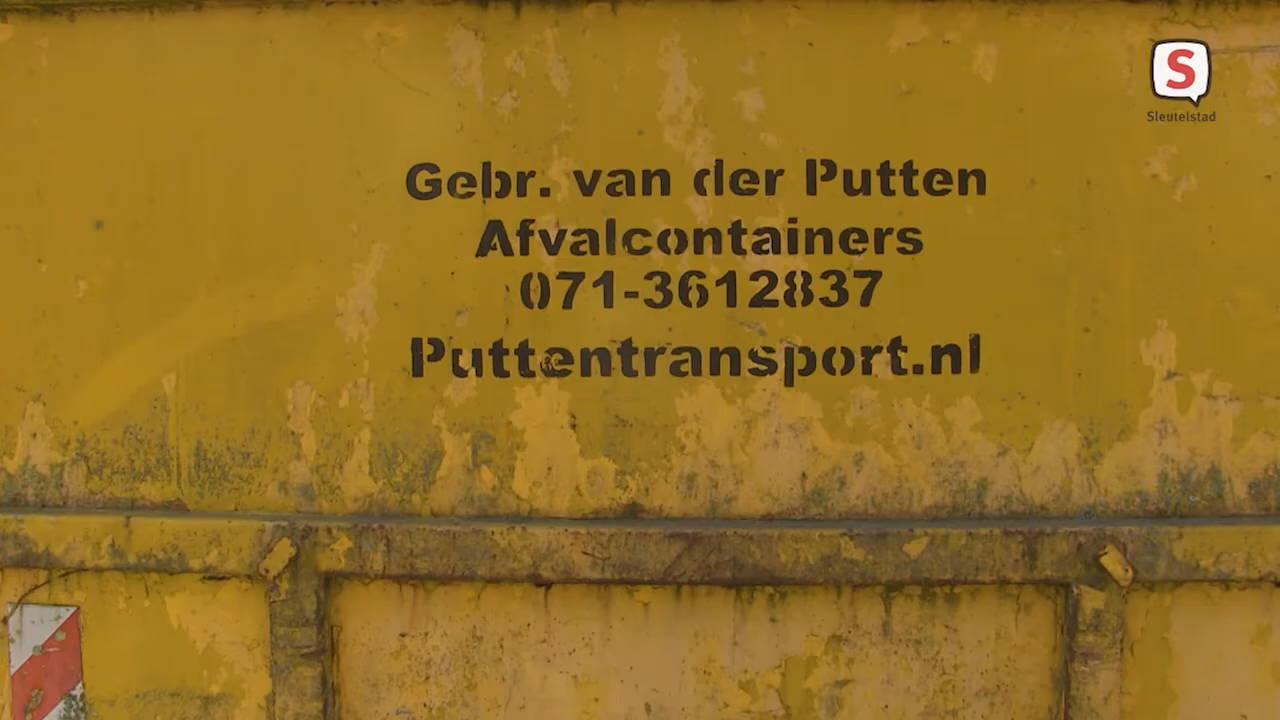 S
Sleutelstad
Gebr. van der Putten
Afvalcontainers
071-3612837
Puttentransport.nl